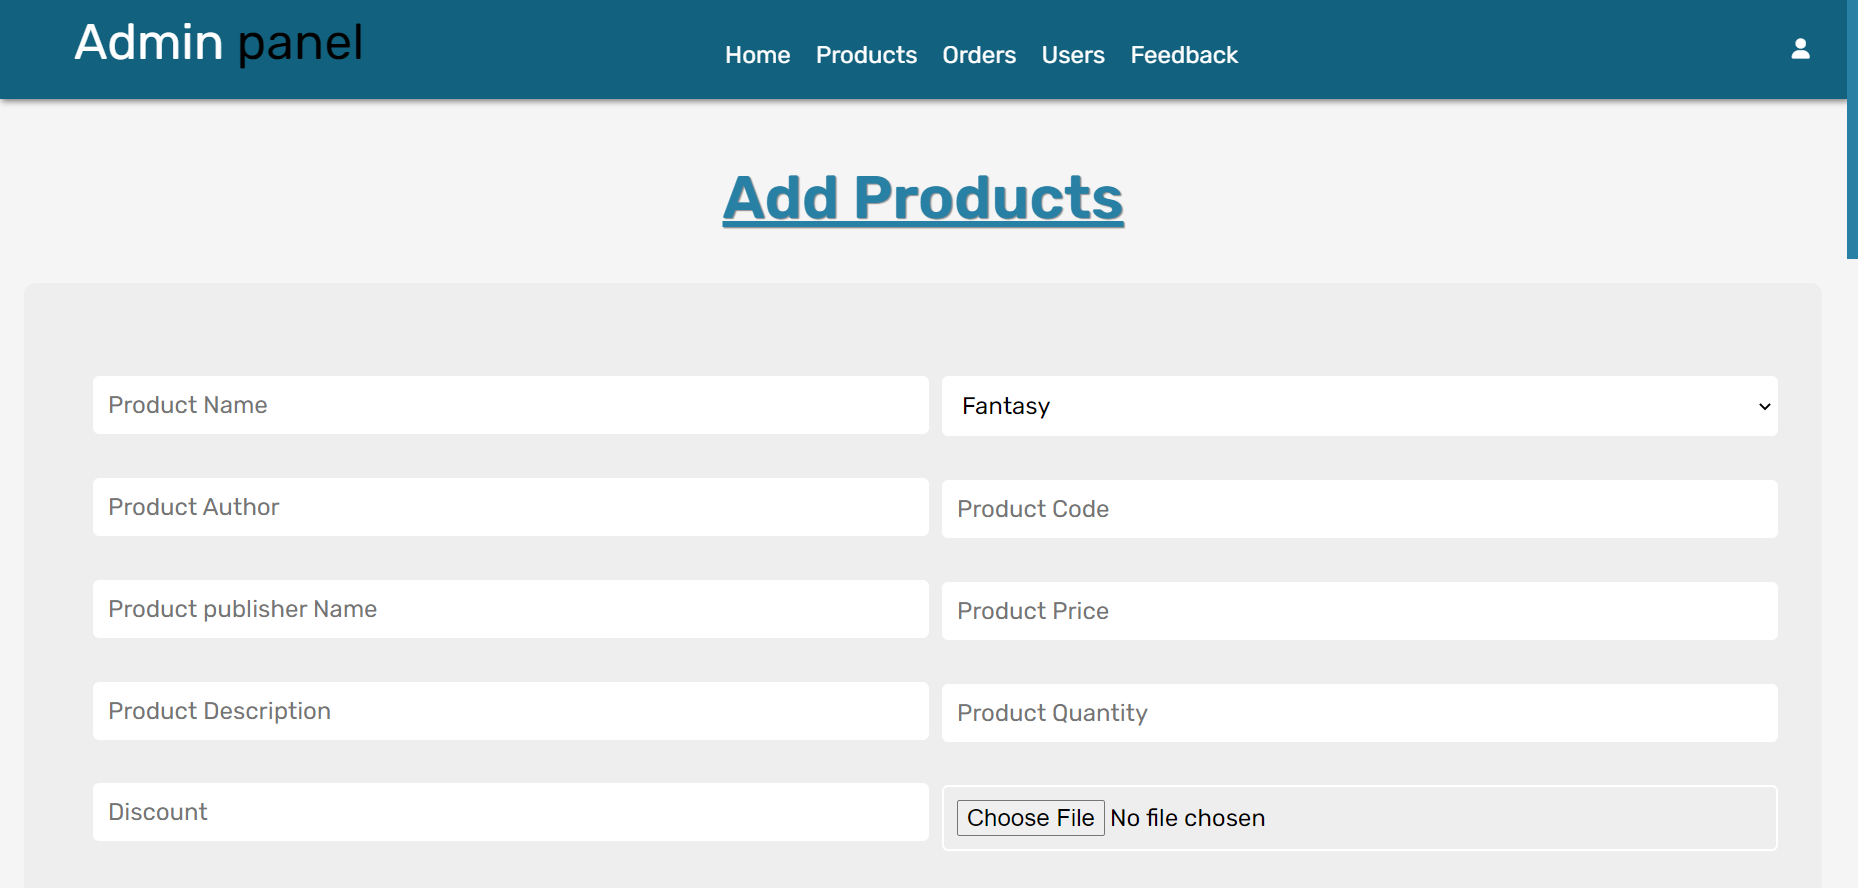 Admin panel
Home Products Orders Users Feedback
Add Products
Product Name
Fantasy
Product Author
Product Code
Product publisher Name
Product Price
Product Description
Product Quantity
Discount
Choose File No file chosen